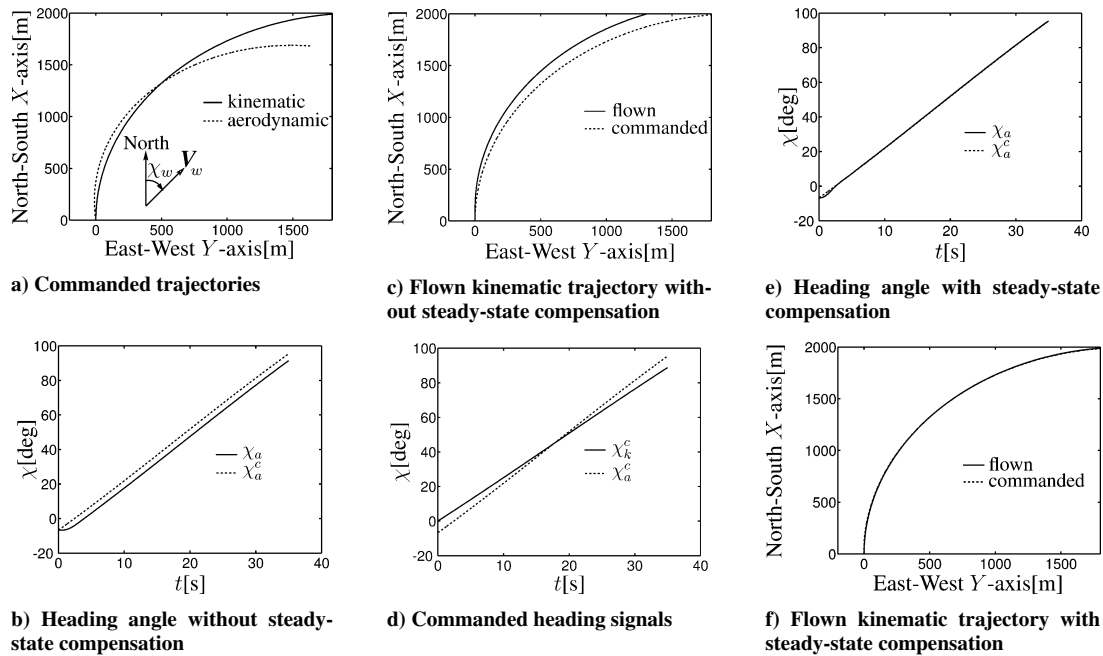 2000
1500
1000
500
0
North-South X-axis[m]
kinematic
aerodynamic
North
χw
Vw
0 500 1000 1500
East-West Y-axis[m]
a) Commanded trajectories
100
80
60
40
20
0
-20
χ[deg]
χa
χa^c
0 10 20 30 40
t[s]
b) Heading angle without steady-
state compensation
2000
1500
1000
500
0
North-South X-axis[m]
flown
commanded
0 500 1000 1500
East-West Y-axis[m]
c) Flown kinematic trajectory with-
out steady-state compensation
100
80
60
40
20
0
-20
χ[deg]
χk^c
χa^c
0 10 20 30 40
t[s]
d) Commanded heading signals
100
80
60
40
20
0
-20
χ[deg]
χa
χa^c
0 10 20 30 40
t[s]
e) Heading angle with steady-state
compensation
2000
1500
1000
500
0
North-South X-axis[m]
flown
commanded
0 500 1000 1500
East-West Y-axis[m]
f) Flown kinematic trajectory with
steady-state compensation